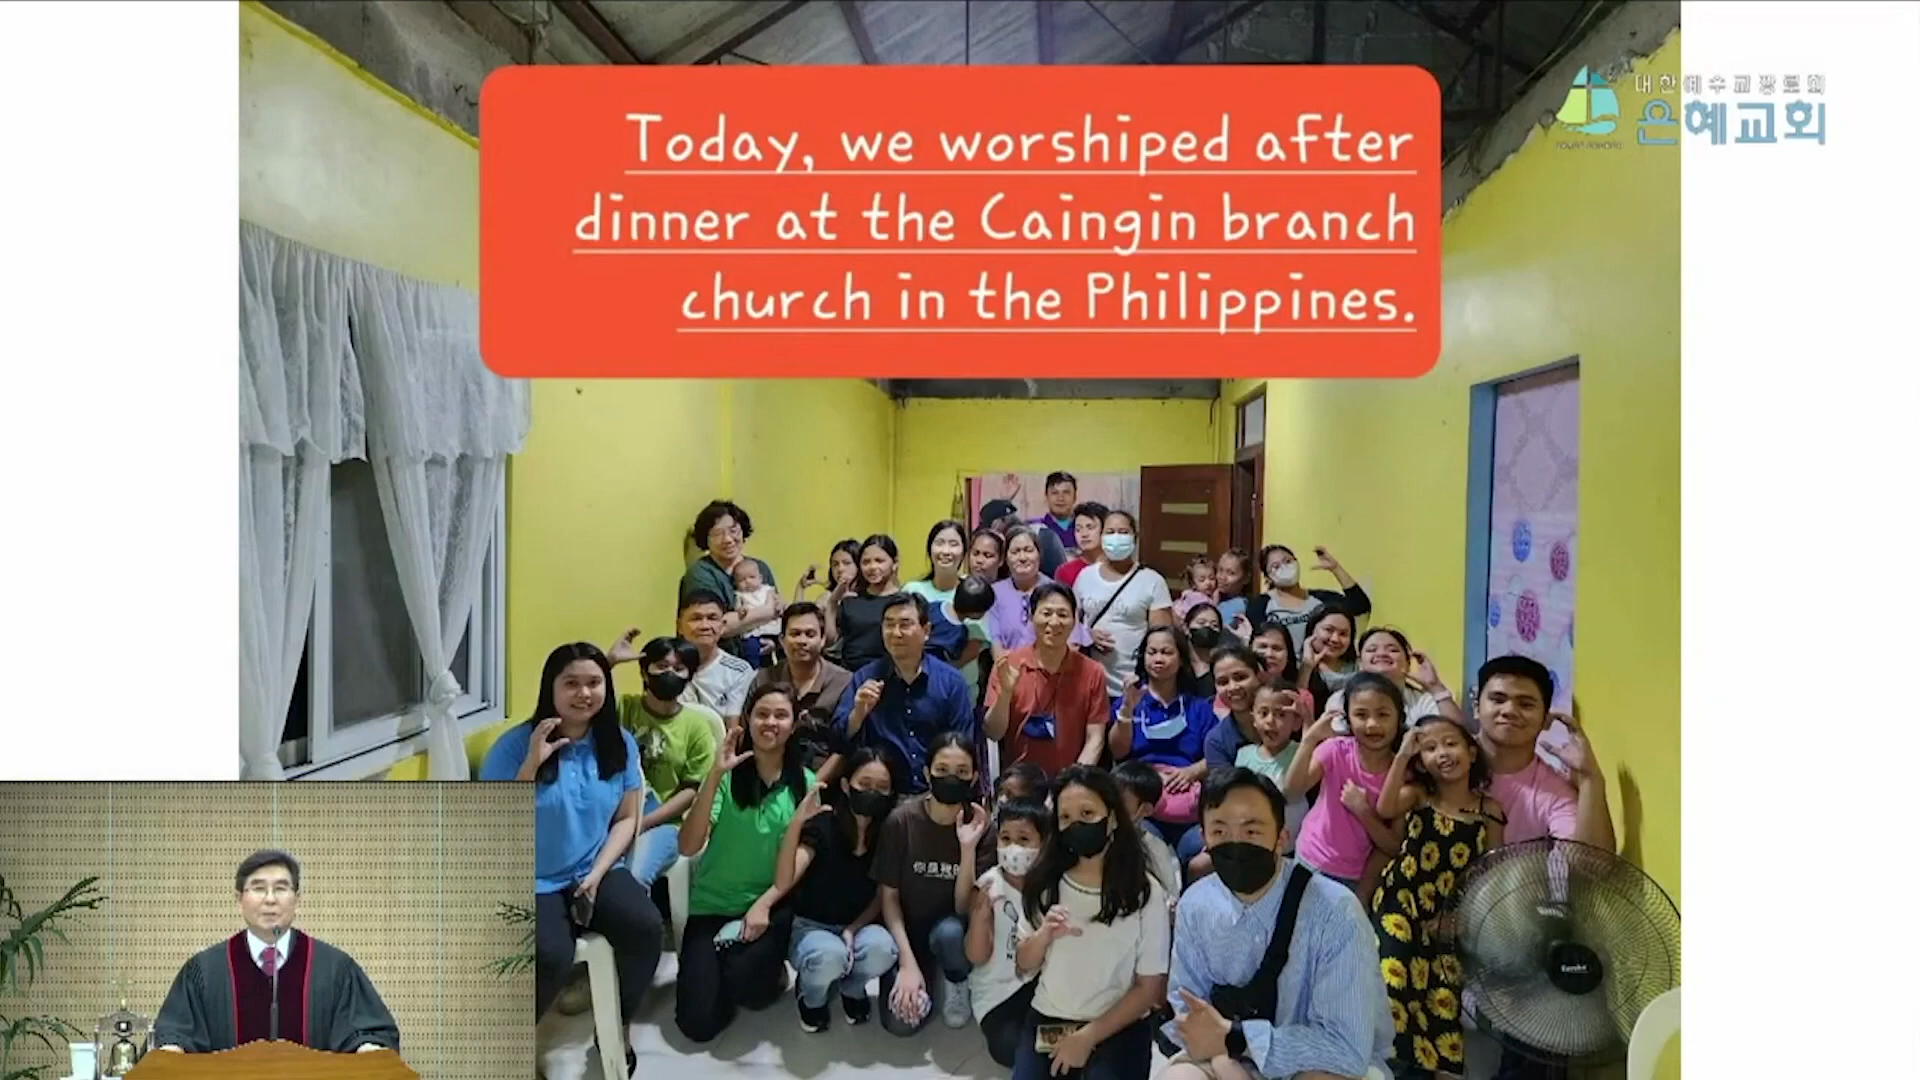 Today, we worshiped after
dinner at the Caingin branch
church in the Philippines.
대한예수교장로회
은혜교회